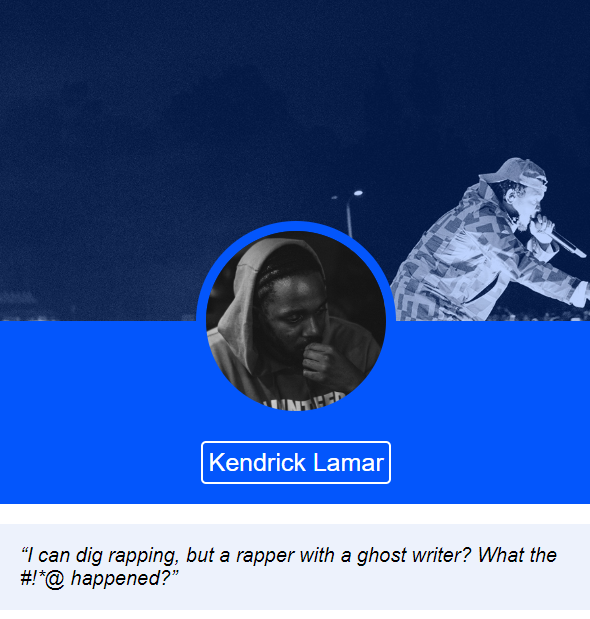 Kendrick Lamar
“I can dig rapping, but a rapper with a ghost writer? What the
#!*@ happened?”